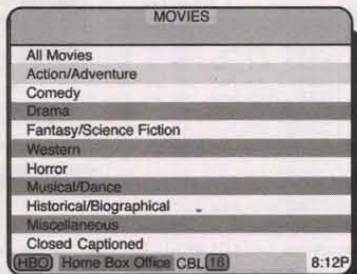 MOVIES
All Movies
Action/Adventure
Comedy
Drama
Fantasy/Science Fiction
Western
Horror
Musical/Dance
Historical/Biographical
Miscellaneous
Closed Captioned
HBO Home Box Office CBL 18 8:12P